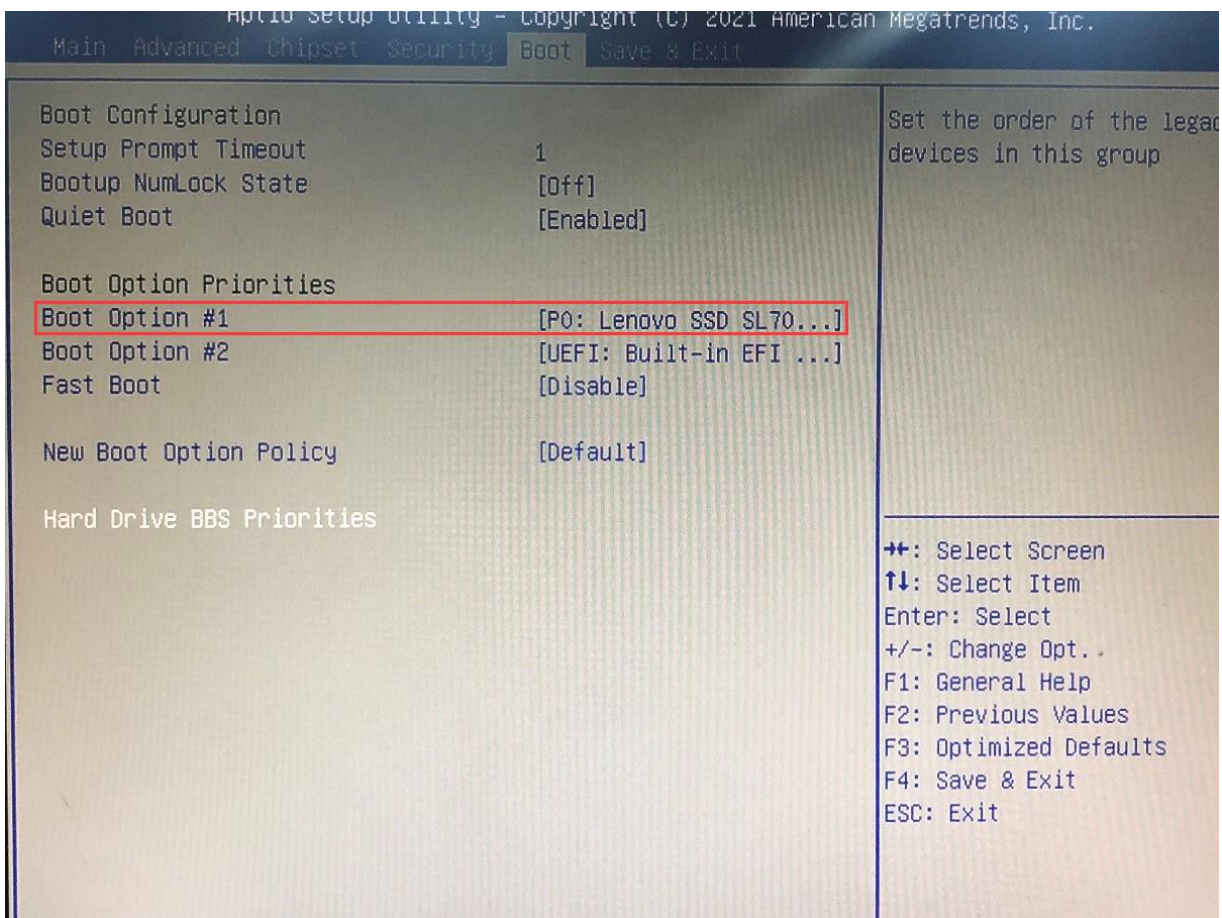 Aptio Setup Utility - Copyright (C) 2021 American Megatrends, Inc.
Main Advanced Chipset Security Boot Save & Exit
Boot Configuration
Setup Prompt Timeout 1
Bootup NumLock State [Off]
Quiet Boot [Enabled]
Boot Option Priorities
Boot Option #1 [P0: Lenovo SSD SL70...]
Boot Option #2 [UEFI: Built-in EFI ...]
Fast Boot [Disable]
New Boot Option Policy [Default]
Hard Drive BBS Priorities
Set the order of the legac
devices in this group
→←: Select Screen
↑↓: Select Item
Enter: Select
+/-: Change Opt.
F1: General Help
F2: Previous Values
F3: Optimized Defaults
F4: Save & Exit
ESC: Exit